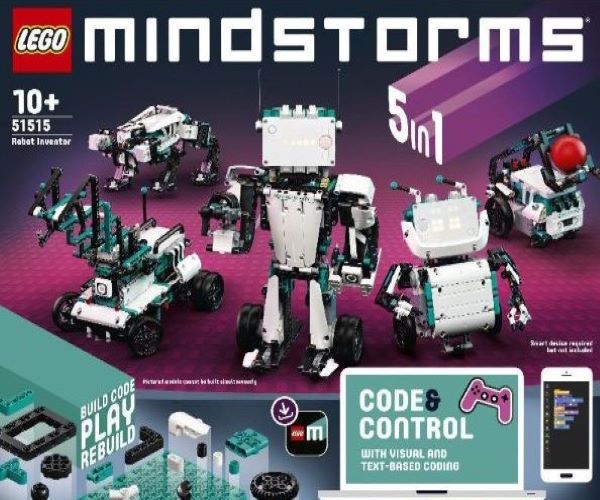 LEGO
mindstorms
10+
51515
Robot Inventor
5in1
Smart device required
but not included
Pictured models cannot be built simultaneously
BUILD CODE
PLAY
REBUILD
LEGO m
CODE&
CONTROL
WITH VISUAL AND
TEXT-BASED CODING